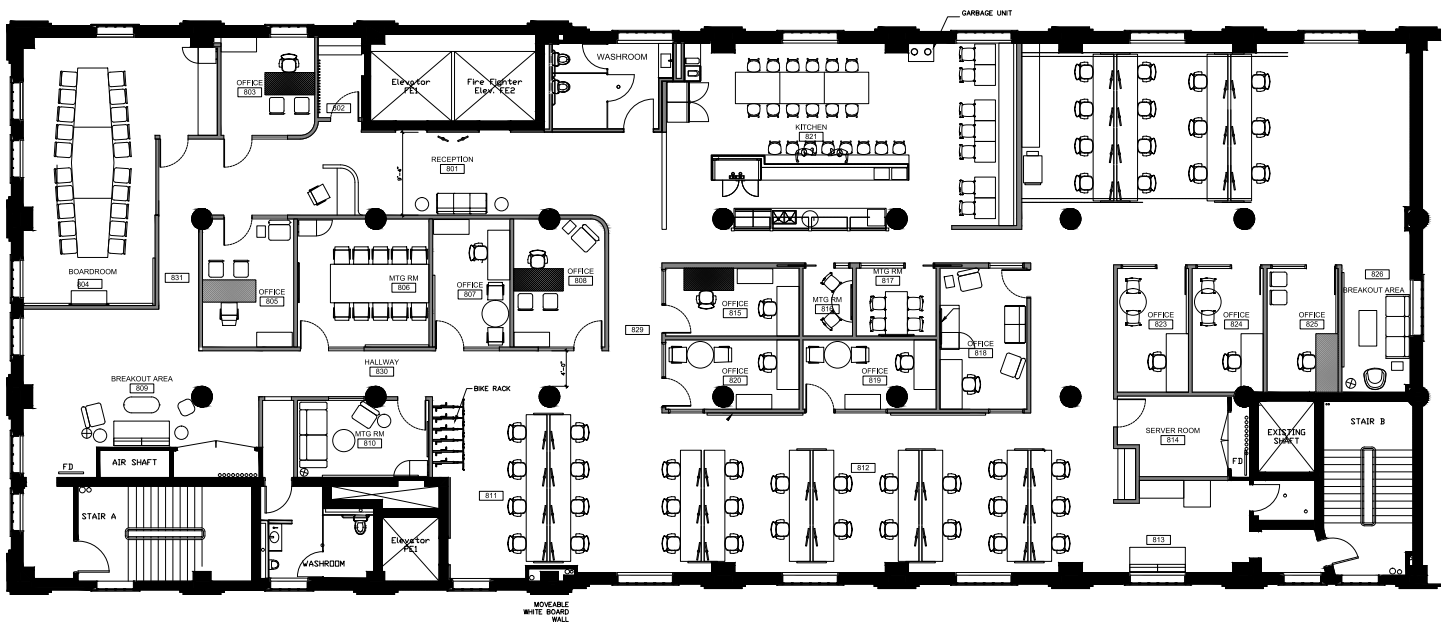 GARBAGE UNIT
WASHROOM
OFFICE
803
802
Elevator
FE1
Fire Fighter
Elev. FE2
KITCHEN
821
RECEPTION
801
BOARDROOM
804
831
OFFICE
805
MTG RM
806
OFFICE
807
OFFICE
808
829
OFFICE
815
MTG RM
816
MTG RM
817
OFFICE
818
OFFICE
820
OFFICE
819
OFFICE
823
OFFICE
824
OFFICE
825
826
BREAKOUT AREA
HALLWAY
830
4'-0"
BREAKOUT AREA
809
BIKE RACK
MTG RM
810
AIR SHAFT
FD
STAIR A
WASHROOM
Elevator
PE1
811
812
SERVER ROOM
814
FD
EXISTING
SHAFT
STAIR B
813
MOVEABLE
WHITE BOARD
WALL